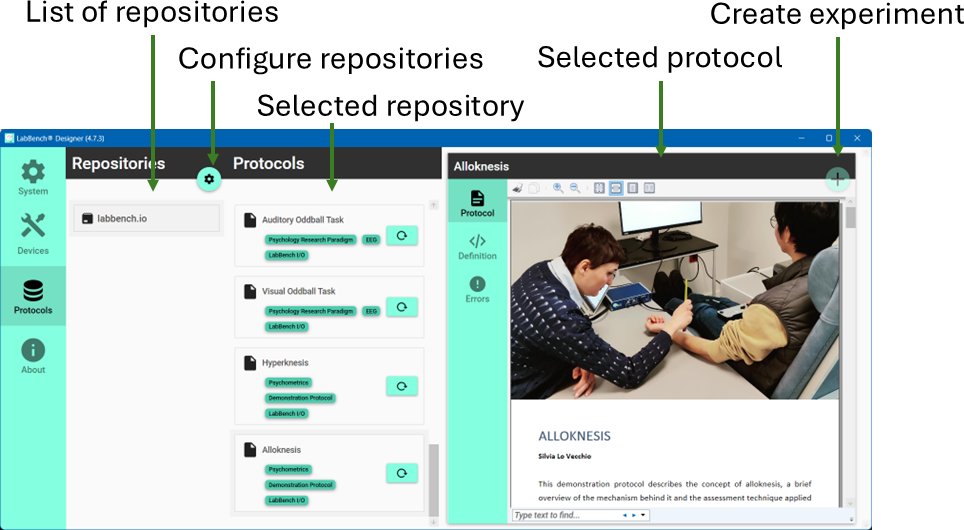 List of repositories
Create experiment
Configure repositories
Selected protocol
Selected repository
LabBench® Designer (4.7.3)
Repositories
Protocols
Alloknesis
System
Devices
Protocols
About
labbench.io
Auditory Oddball Task
Psychology Research Paradigm
EEG
LabBench I/O
Visual Oddball Task
Psychology Research Paradigm
EEG
LabBench I/O
Hyperknesis
Psychometrics
Demonstration Protocol
LabBench I/O
Alloknesis
Psychometrics
Demonstration Protocol
LabBench I/O
Protocol
Definition
Errors
ALLOKNESIS
Silvia Lo Vecchio
This demonstration protocol describes the concept of alloknesis, a brief
overview of the mechanism behind it and the assessment technique applied
Type text to find...